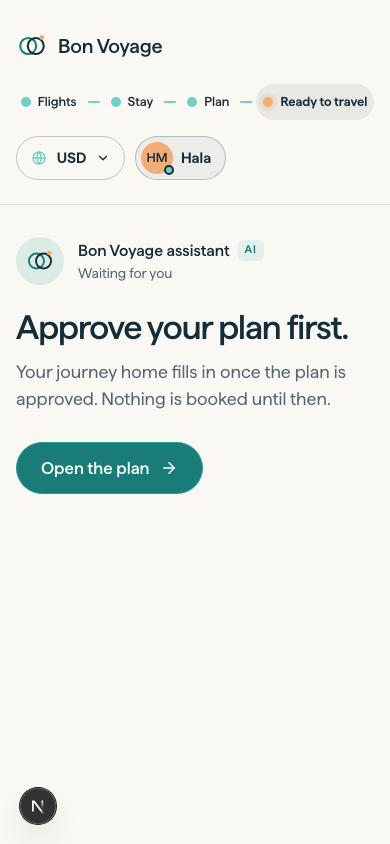 Bon Voyage
Flights
Stay
Plan
Ready to travel
USD
HM
Hala
Bon Voyage assistant
AI
Waiting for you
Approve your plan first.
Your journey home fills in once the plan is
approved. Nothing is booked until then.
Open the plan
N